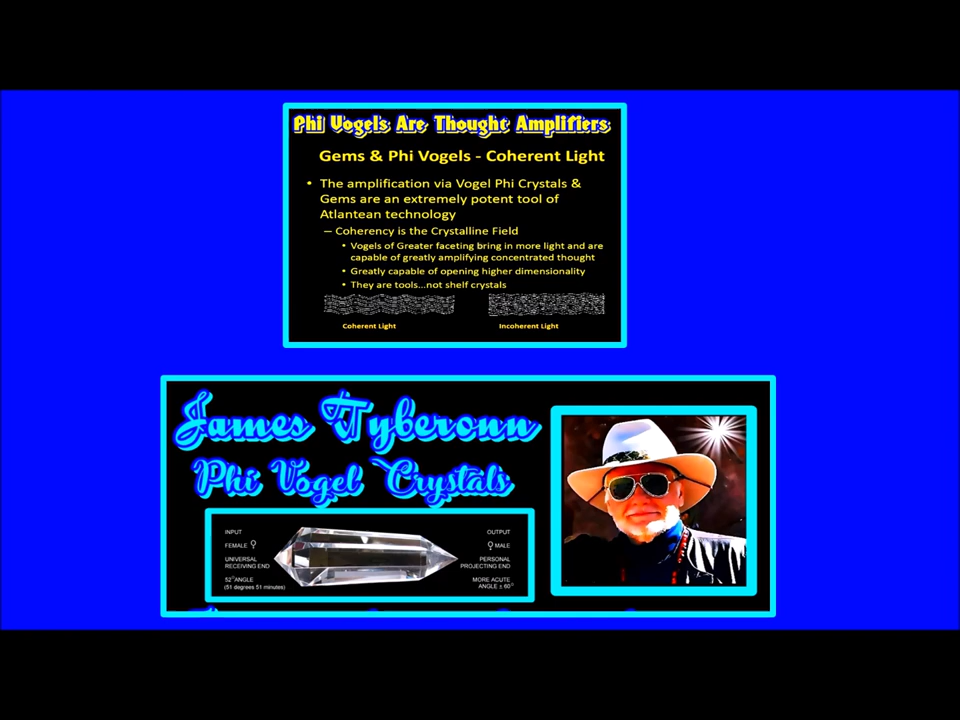 Phi Vogels Are Thought Amplifiers
Gems & Phi Vogels - Coherent Light
• The amplification via Vogel Phi Crystals &
Gems are an extremely potent tool of
Atlantean technology
– Coherency is the Crystalline Field
• Vogels of Greater faceting bring in more light and are
capable of greatly amplifying concentrated thought
• Greatly capable of opening higher dimensionality
• They are tools...not shelf crystals
Coherent Light
Incoherent Light
James Tyberonn
Phi Vogel Crystals
INPUT
FEMALE ♀
UNIVERSAL
RECEIVING END
52° ANGLE
(51 degrees 51 minutes)
OUTPUT
♀ MALE
PERSONAL
PROJECTING END
MORE ACUTE
ANGLE ± 60°